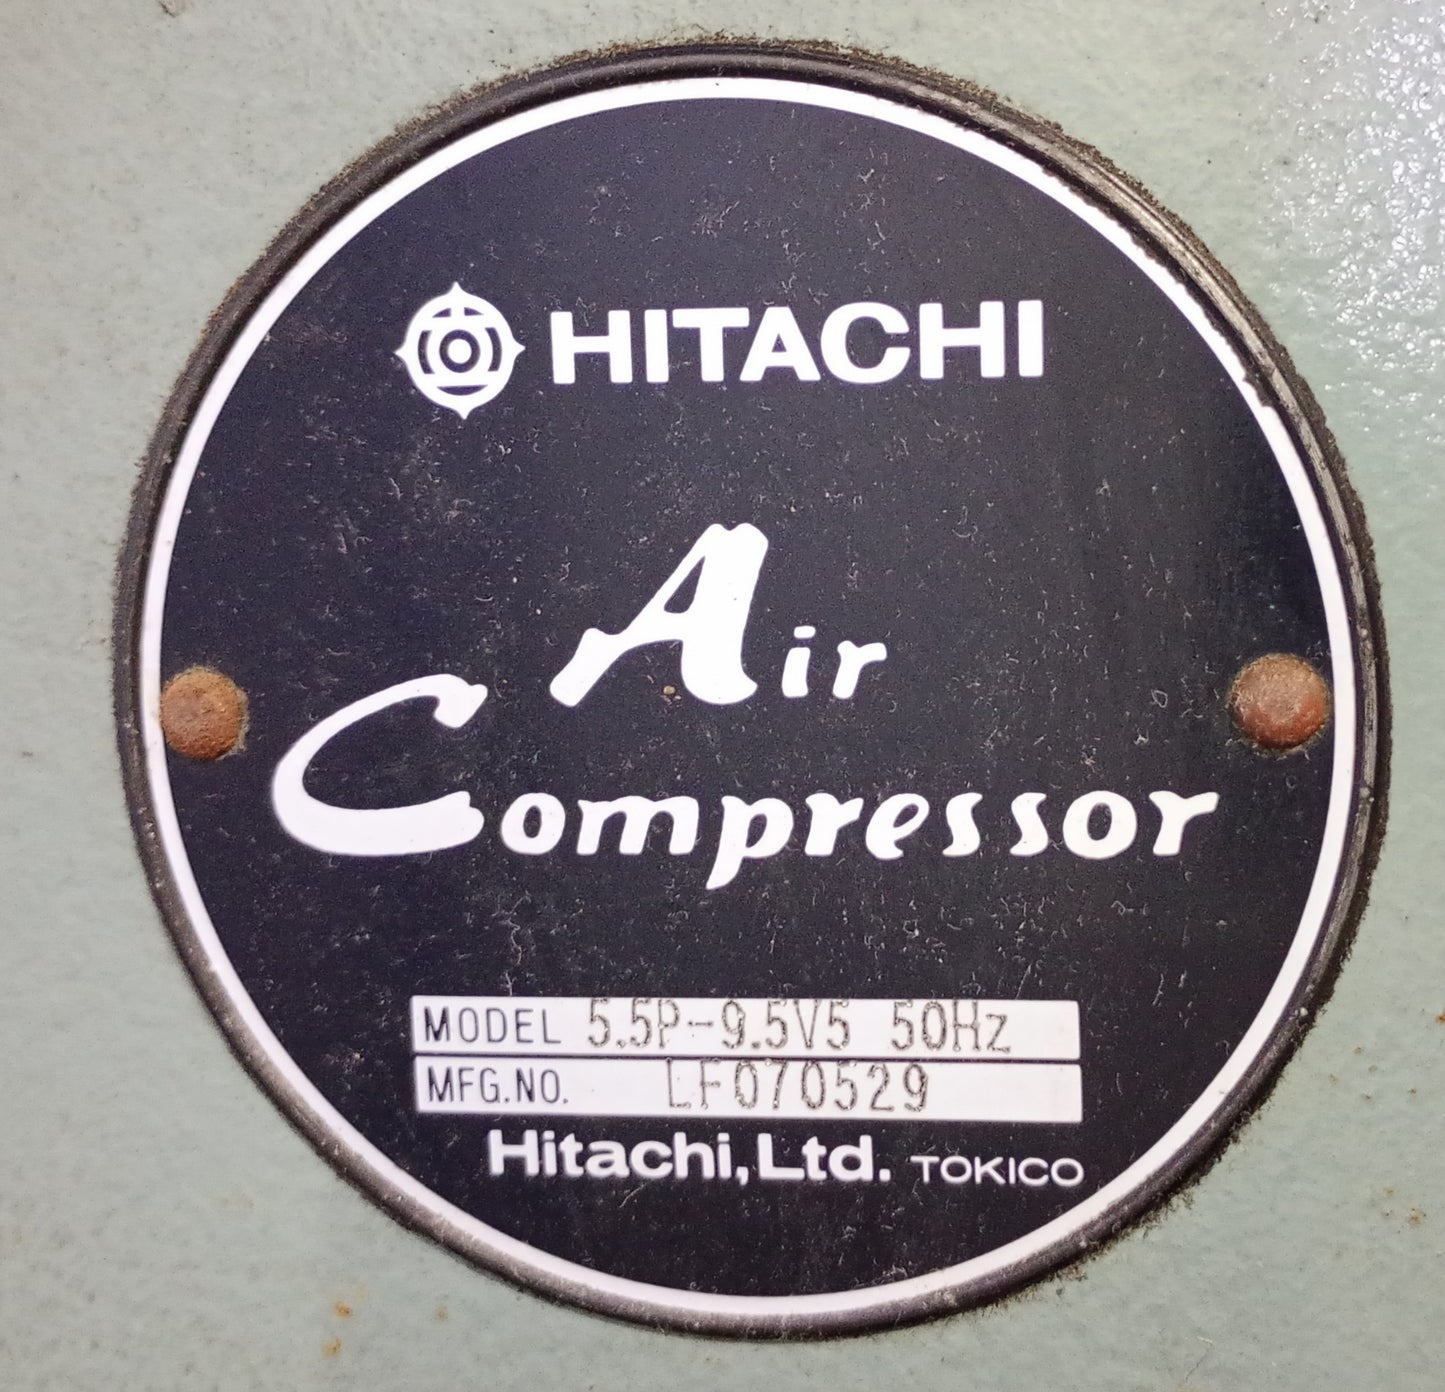 HITACHI
Air
Compressor
MODEL 5.5P-9.5V5 50Hz
MFG.NO. LF070529
Hitachi, Ltd. TOKICO